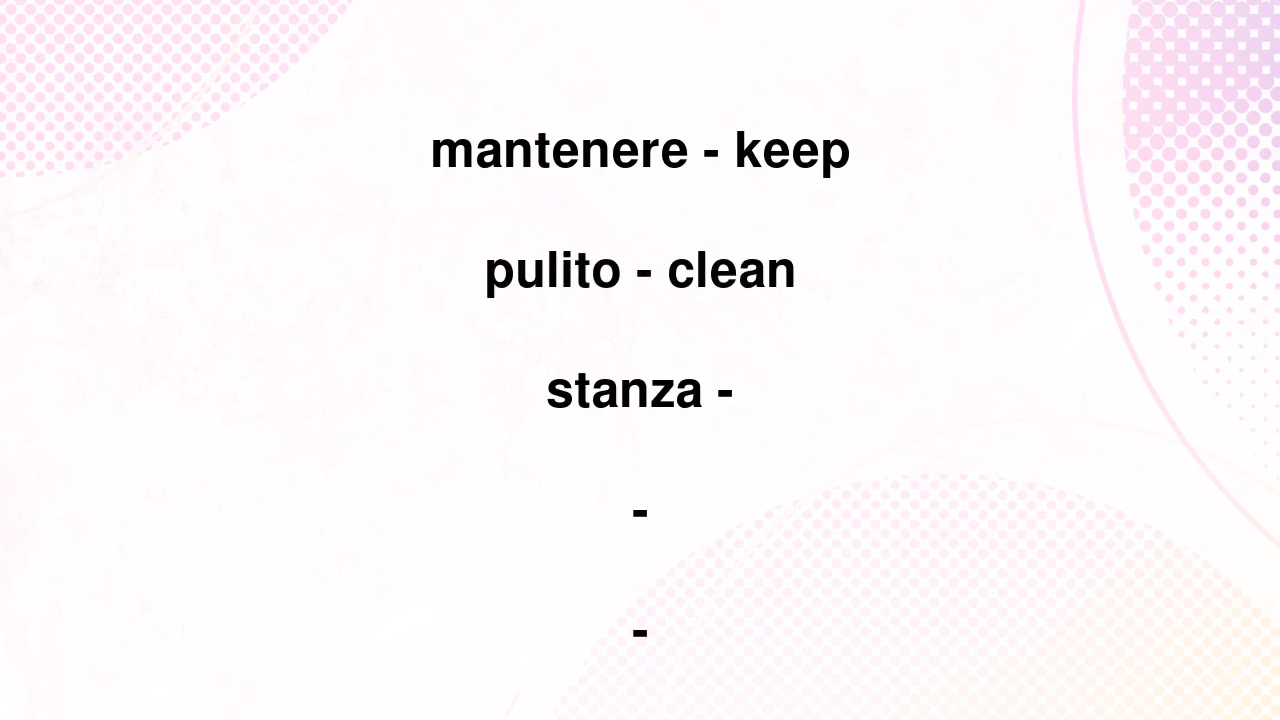 mantenere - keep
pulito - clean
stanza -
-
-